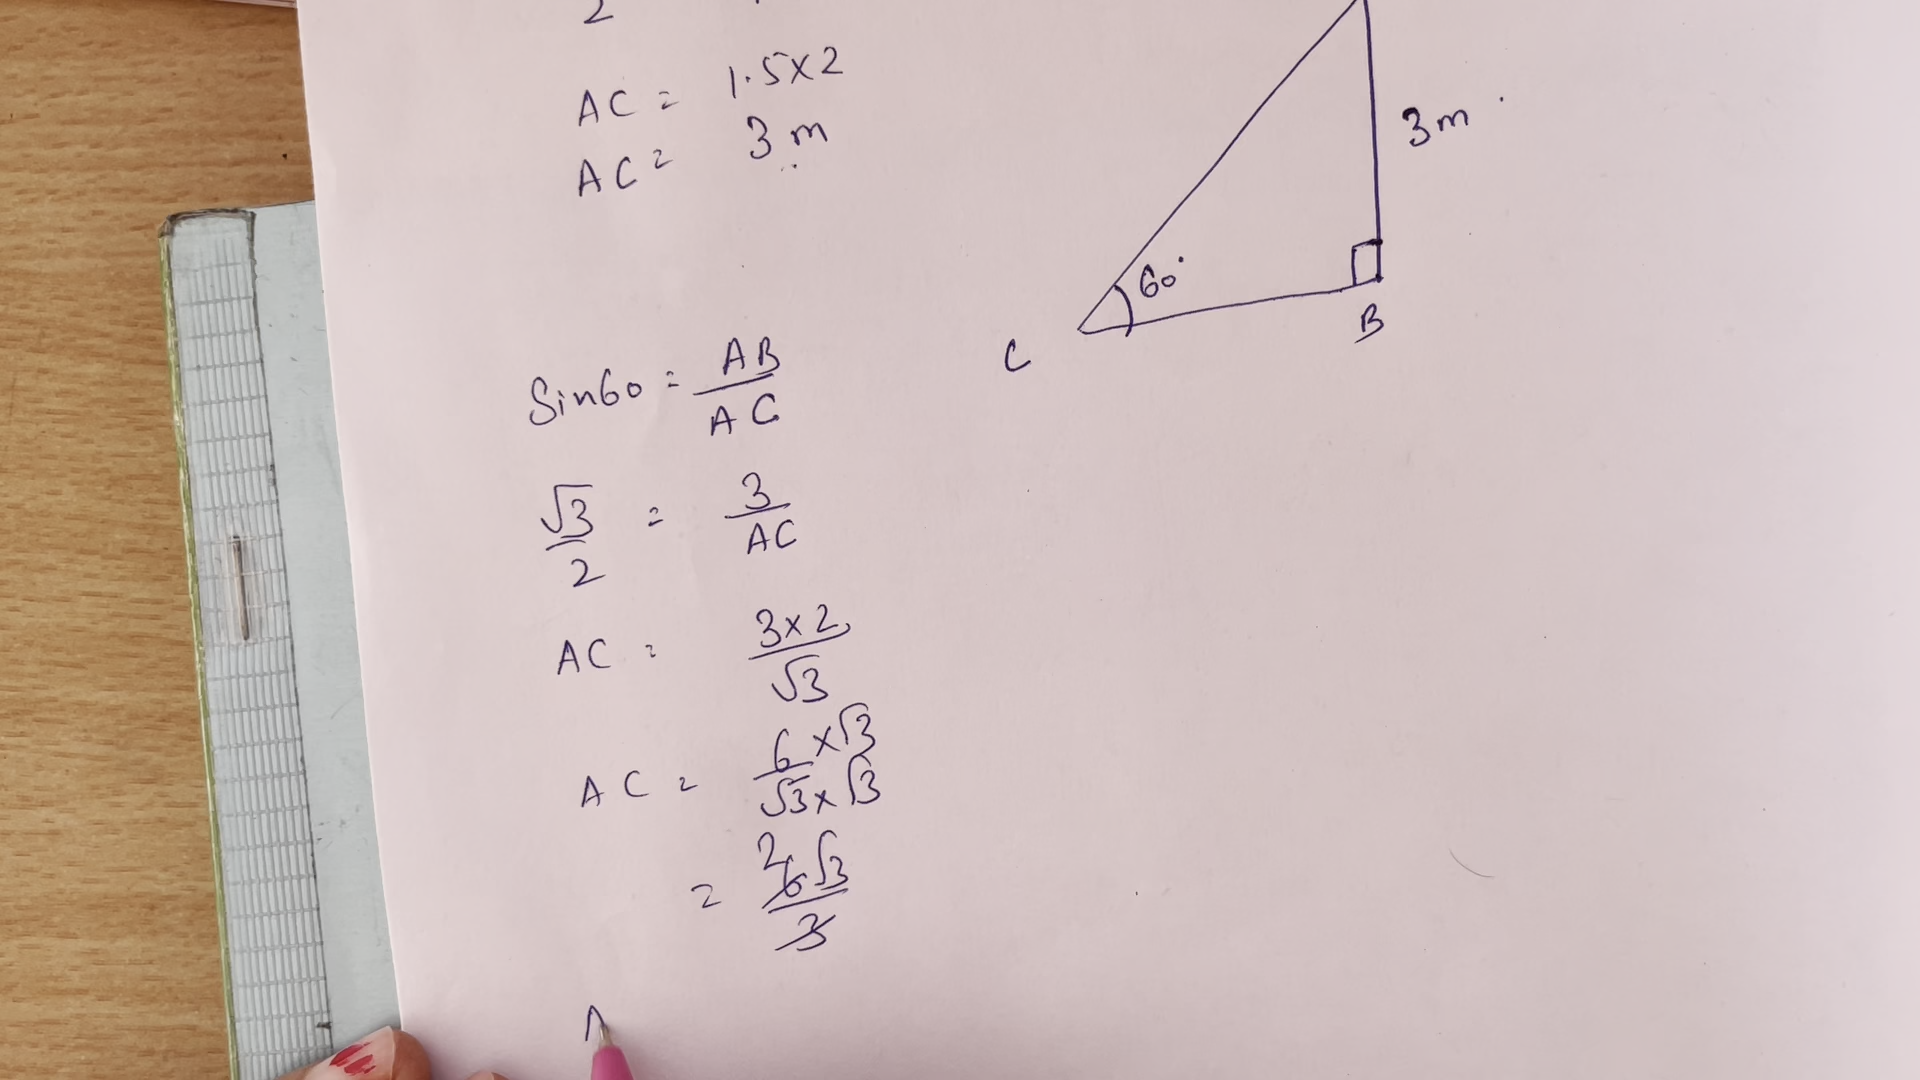 2
AC = 1.5×2
AC = 3 m
3m
60°
B
C
Sin60 = AB/AC
√3/2 = 3/AC
AC = 3×2/√3
AC = 6×√3/√3×√3
= 2 6√3/3
A